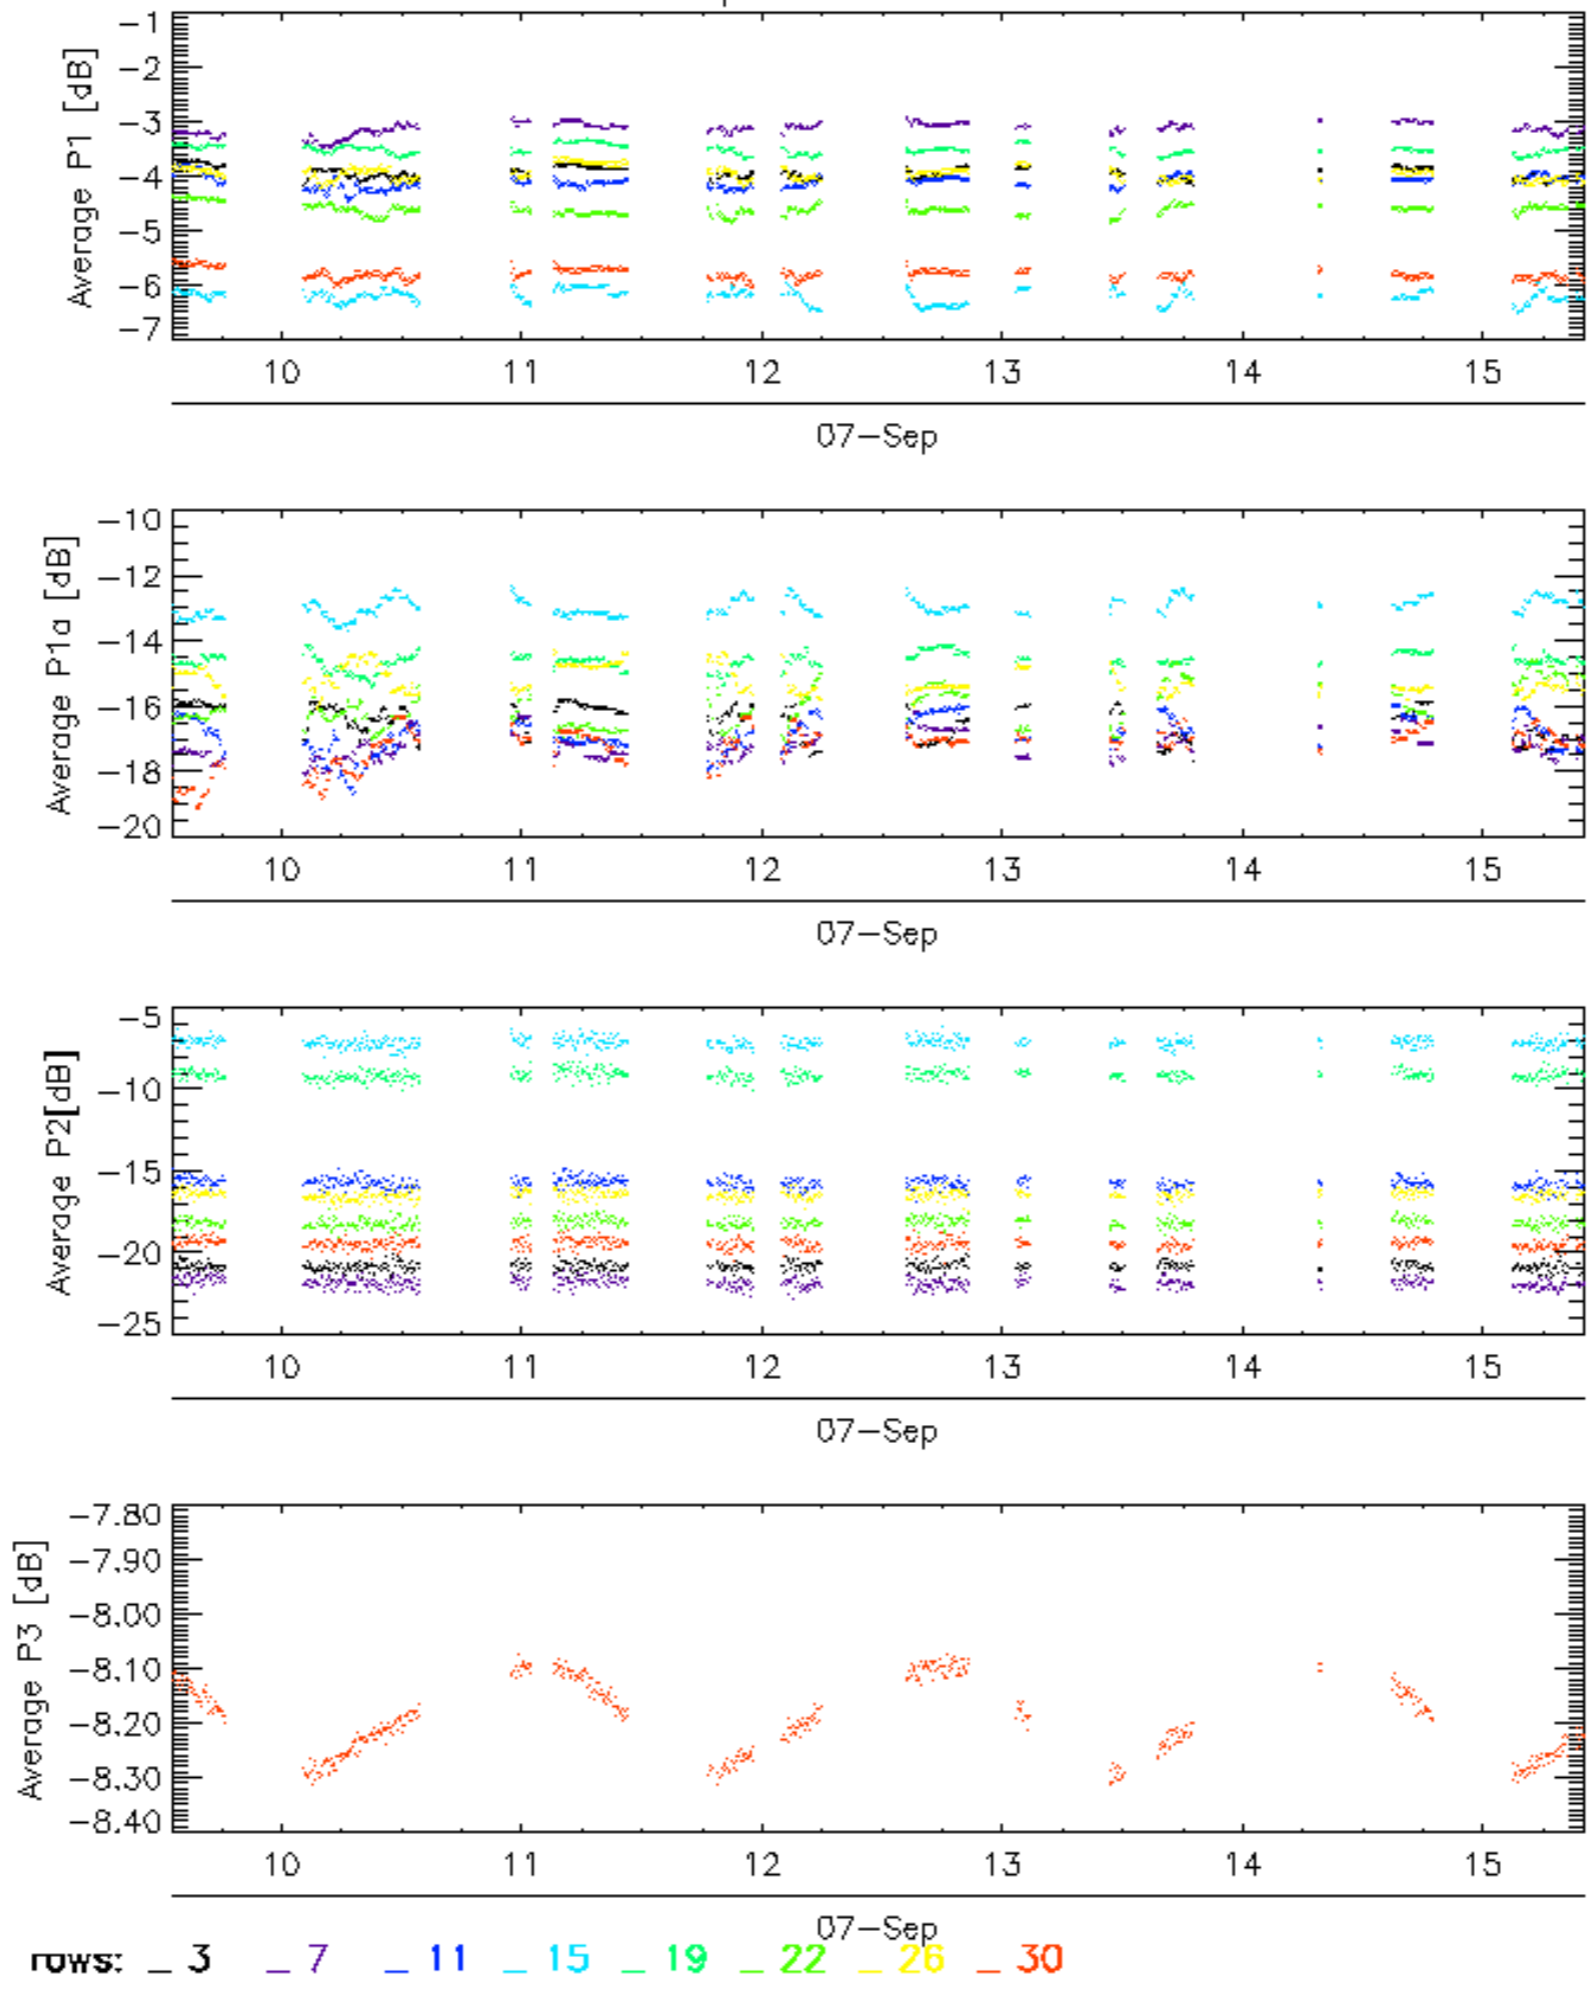 Average P1 [dB]
−1
−2
−3
−4
−5
−6
−7
10 11 12 13 14 15
07−Sep
Average P1a [dB]
−10
−12
−14
−16
−18
−20
10 11 12 13 14 15
07−Sep
Average P2[dB]
−5
−10
−15
−20
−25
10 11 12 13 14 15
07−Sep
Average P3 [dB]
−7.80
−7.90
−8.00
−8.10
−8.20
−8.30
−8.40
10 11 12 13 14 15
07−Sep
rows: _ 3 _ 7 _ 11 _ 15 _ 19 _ 22 _ 26 _ 30